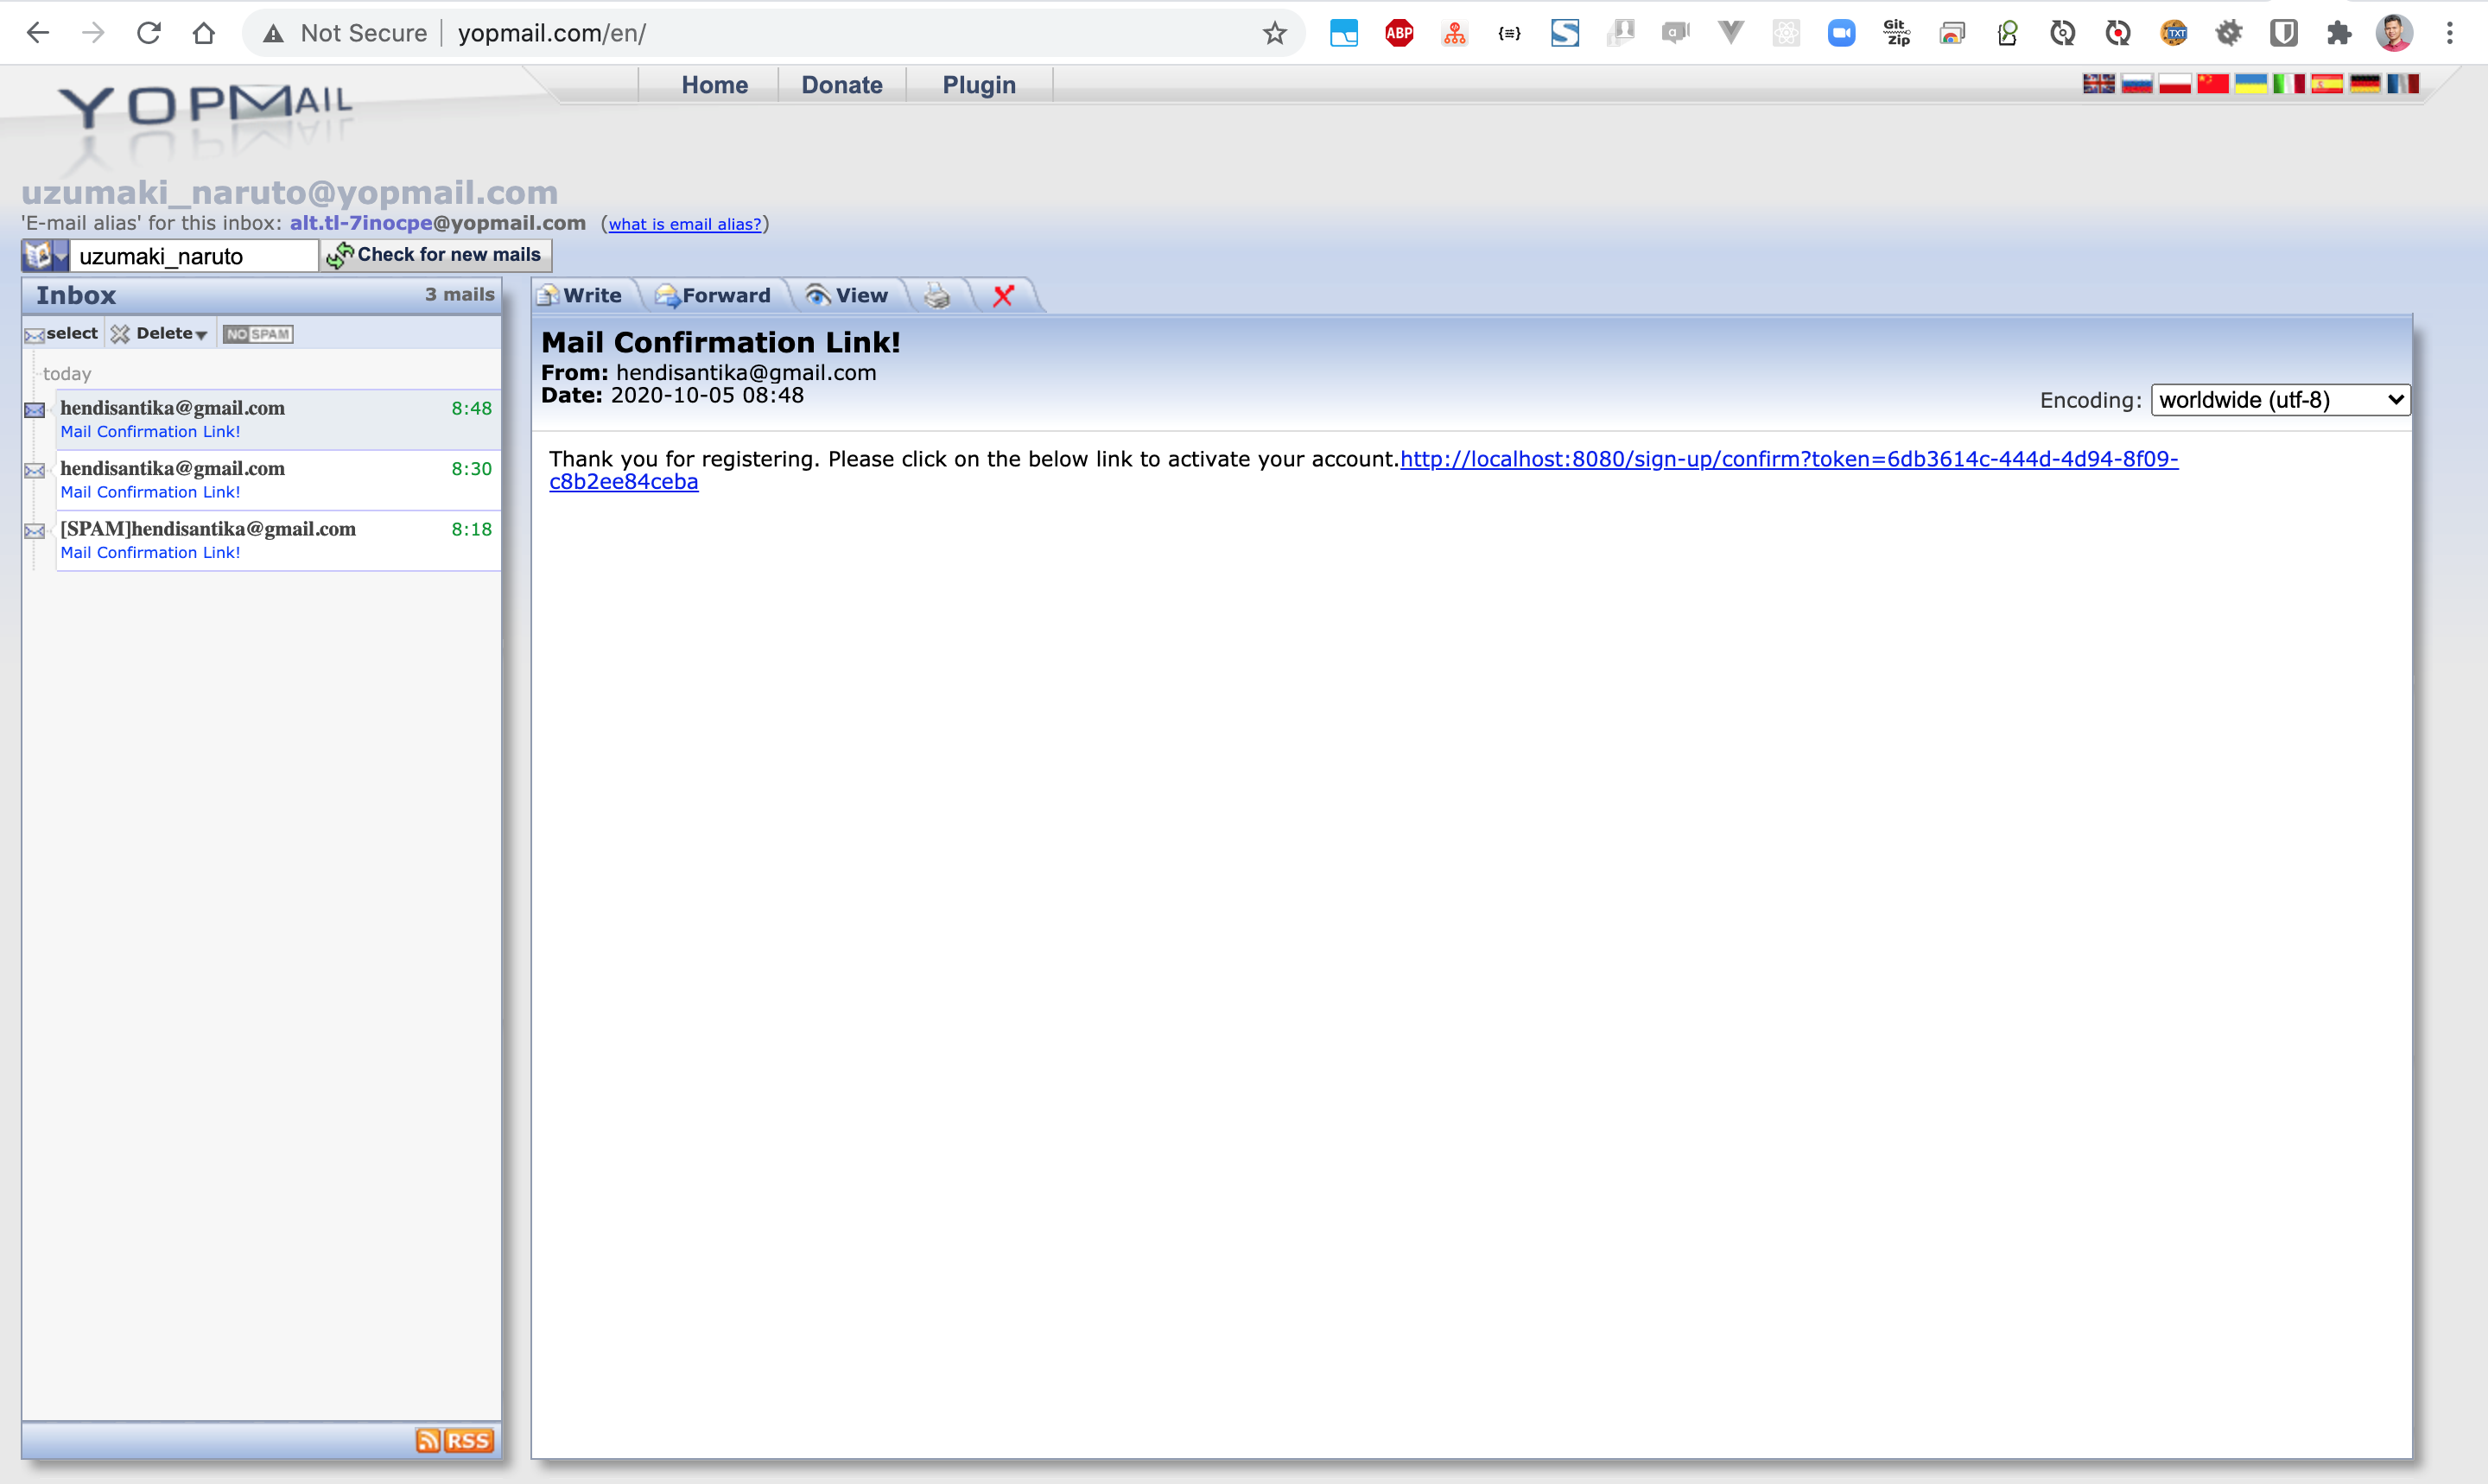 Not Secure yopmail.com/en/
ABP
Git
Zip
TXT
YOPMAIL
Home Donate Plugin
uzumaki_naruto@yopmail.com
'E-mail alias' for this inbox: alt.tl-7inocpe@yopmail.com (what is email alias?)
uzumaki_naruto Check for new mails
Inbox 3 mails
select Delete NO SPAM
today
hendisantika@gmail.com 8:48
Mail Confirmation Link!
hendisantika@gmail.com 8:30
Mail Confirmation Link!
[SPAM]hendisantika@gmail.com 8:18
Mail Confirmation Link!
RSS
Write Forward View
Mail Confirmation Link!
From: hendisantika@gmail.com
Date: 2020-10-05 08:48
Encoding: worldwide (utf-8)
Thank you for registering. Please click on the below link to activate your account.http://localhost:8080/sign-up/confirm?token=6db3614c-444d-4d94-8f09-
c8b2ee84ceba